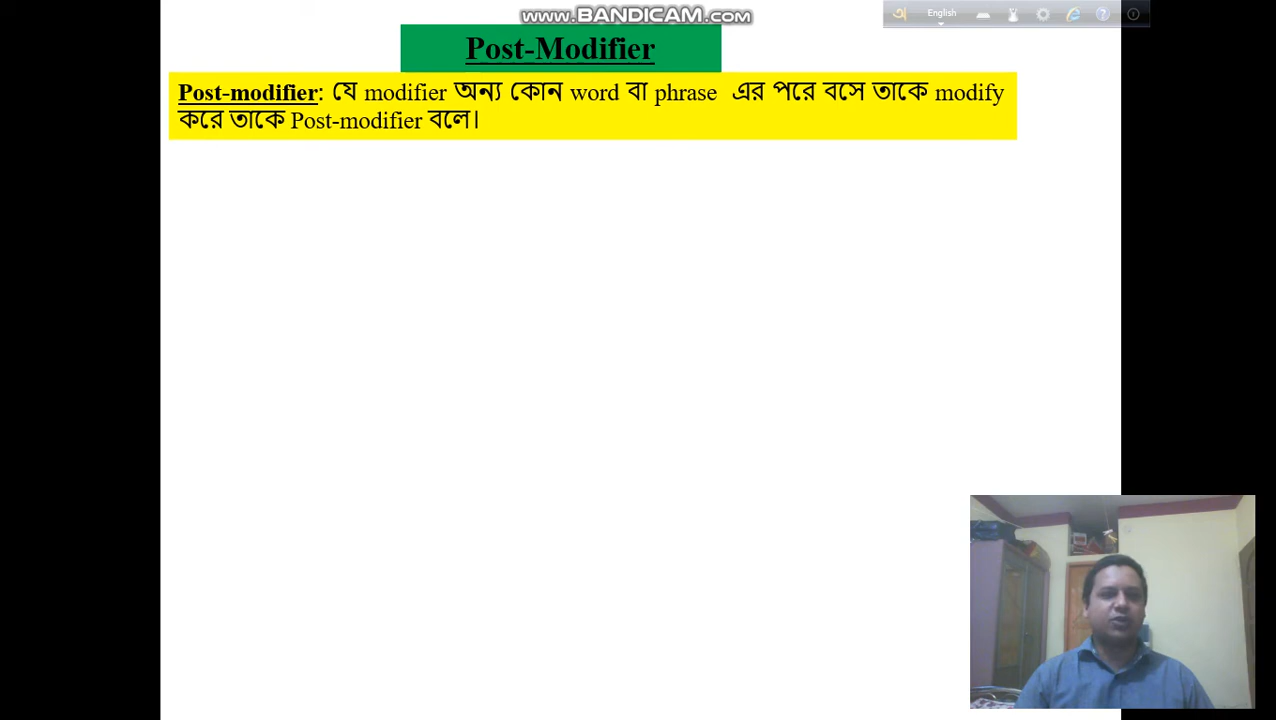 www.BANDICAM.com
English
Post-Modifier
Post-modifier: যে modifier অন্য কোন word বা phrase এর পরে বসে তাকে modify
করে তাকে Post-modifier বলে।